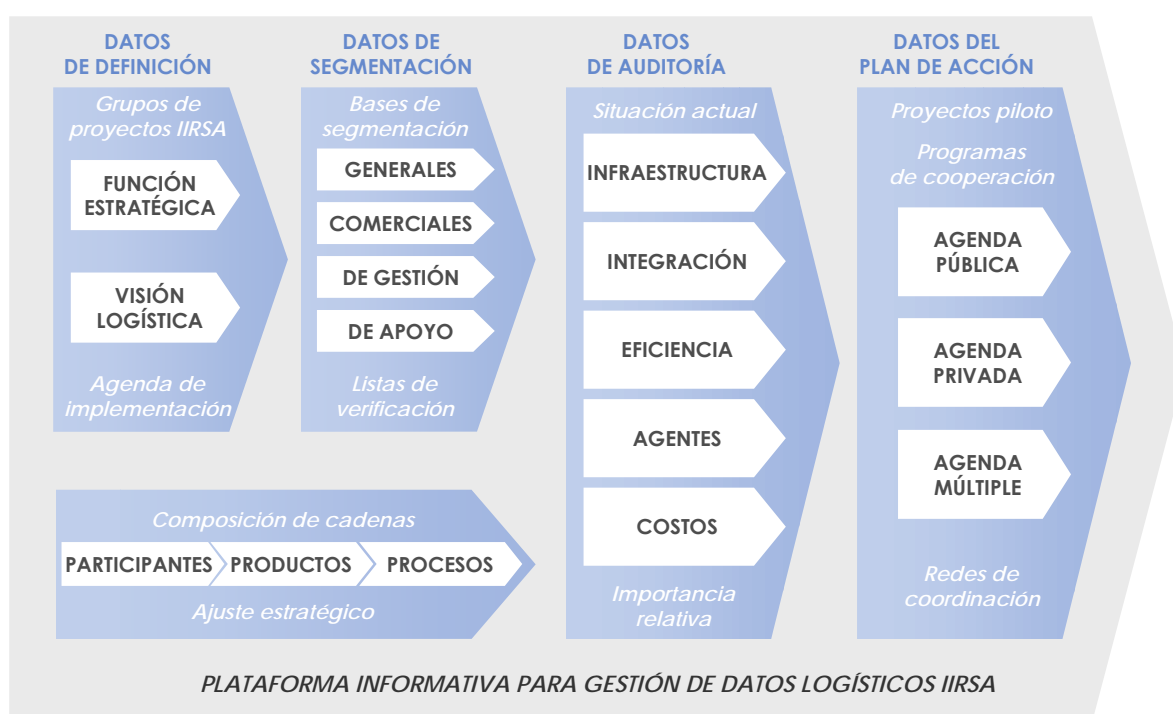 DATOS
DE DEFINICIÓN
Grupos de
proyectos IIRSA
FUNCIÓN
ESTRATÉGICA
VISIÓN
LOGÍSTICA
Agenda de
implementación
DATOS DE
SEGMENTACIÓN
Bases de
segmentación
GENERALES
COMERCIALES
DE GESTIÓN
DE APOYO
Listas de
verificación
Composición de cadenas
PARTICIPANTES
PRODUCTOS
PROCESOS
Ajuste estratégico
DATOS
DE AUDITORÍA
Situación actual
INFRAESTRUCTURA
INTEGRACIÓN
EFICIENCIA
AGENTES
COSTOS
Importancia
relativa
DATOS DEL
PLAN DE ACCIÓN
Proyectos piloto
Programas
de cooperación
AGENDA
PÚBLICA
AGENDA
PRIVADA
AGENDA
MÚLTIPLE
Redes de
coordinación
PLATAFORMA INFORMATIVA PARA GESTIÓN DE DATOS LOGÍSTICOS IIRSA